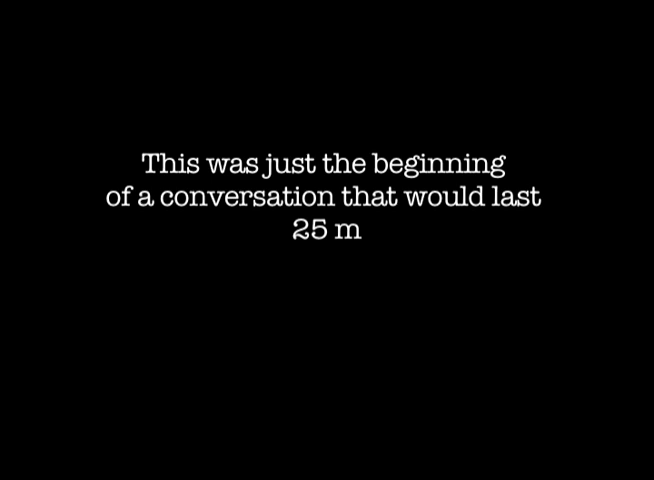 This was just the beginning
of a conversation that would last
25 m